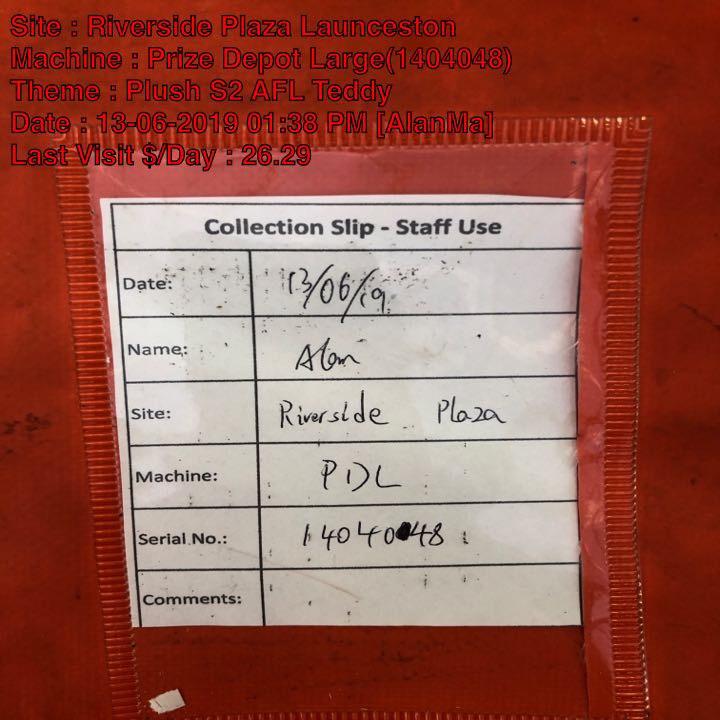 Site : Riverside Plaza Launceston
Machine : Prize Depot Large(1404048)
Theme : Plush S2 AFL Teddy
Date : 13-06-2019 01:38 PM [AlanMa]
Last Visit $/Day : 26.29
Collection Slip - Staff Use
Date: 13/06/19
Name: Alan
Site: Riverside Plaza
Machine: PDL
Serial No.: 1404048
Comments: